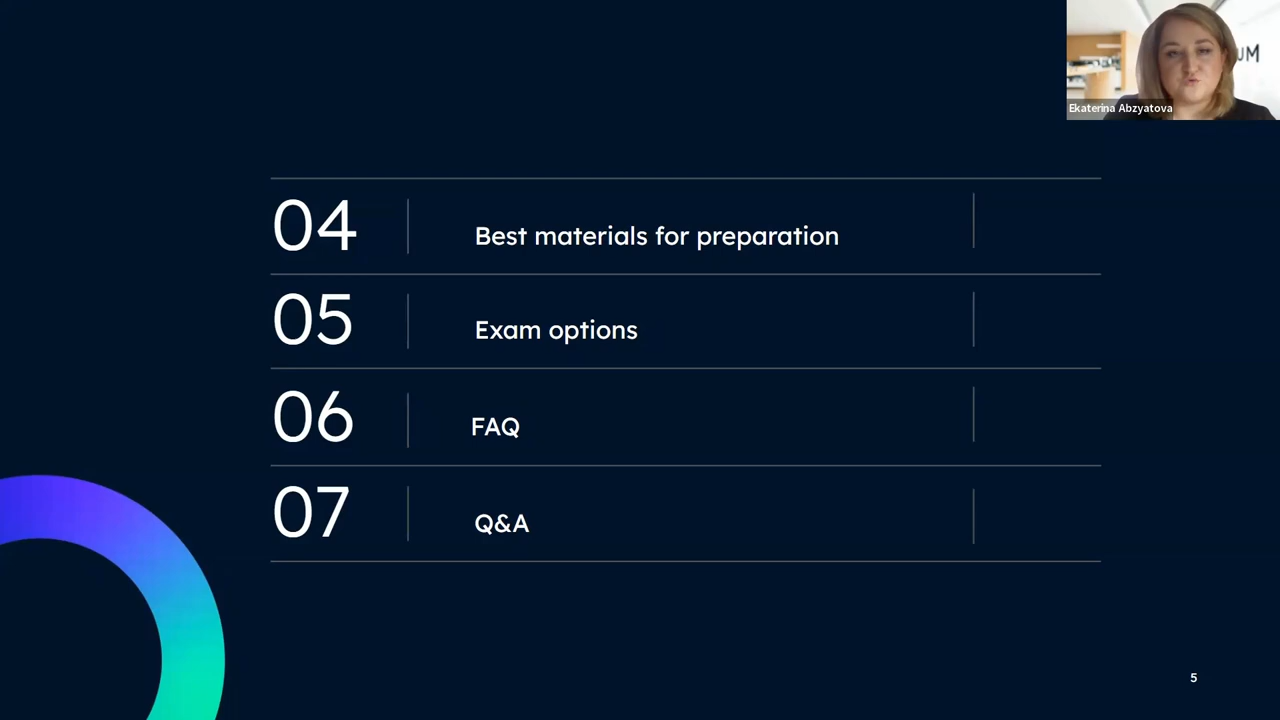 Ekaterina Abzyatova
04
Best materials for preparation
05
Exam options
06
FAQ
07
Q&A
5